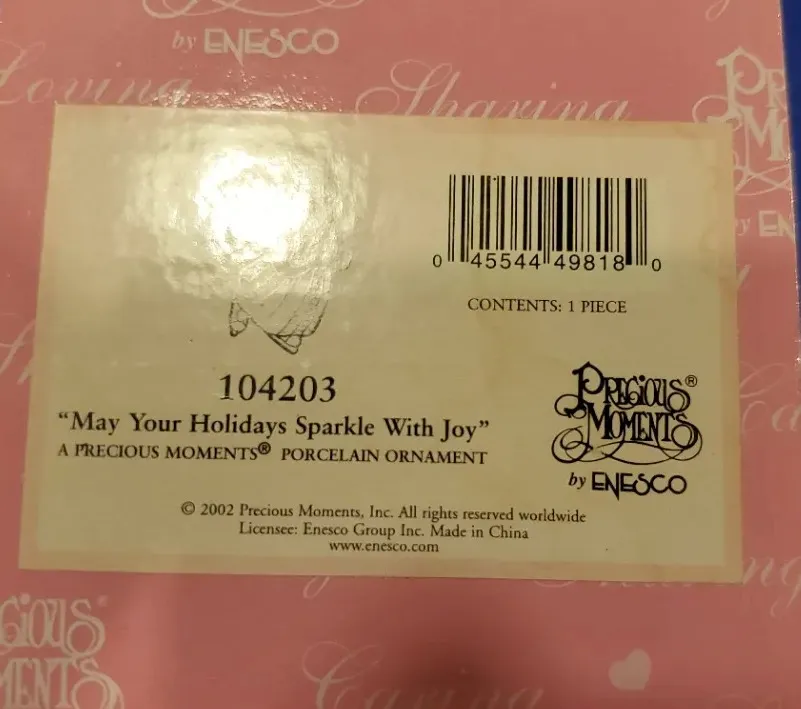 by ENESCO
Loving
Sharing
0 45544 49818 0
CONTENTS: 1 PIECE
104203
“May Your Holidays Sparkle With Joy”
A PRECIOUS MOMENTS® PORCELAIN ORNAMENT
PRECIOUS®
MOMENTS
by ENESCO
© 2002 Precious Moments, Inc. All rights reserved worldwide
Licensee: Enesco Group Inc. Made in China
www.enesco.com
Caring